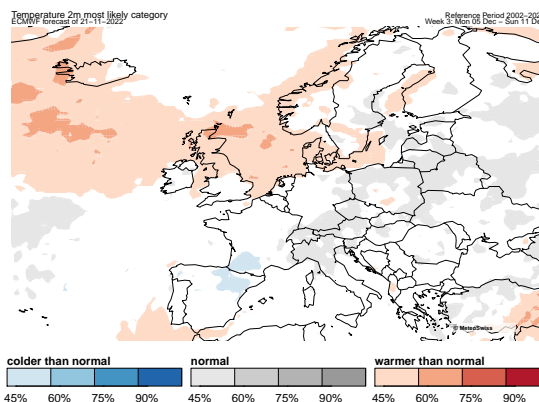 Temperature 2m most likely category
ECMWF forecast of 21−11−2022
Reference Period 2002−202
Week 3: Mon 05 Dec − Sun 11 De
© MeteoSwiss
colder than normal
normal
warmer than normal
45% 60% 75% 90% 45% 60% 75% 90% 45% 60% 75% 90%